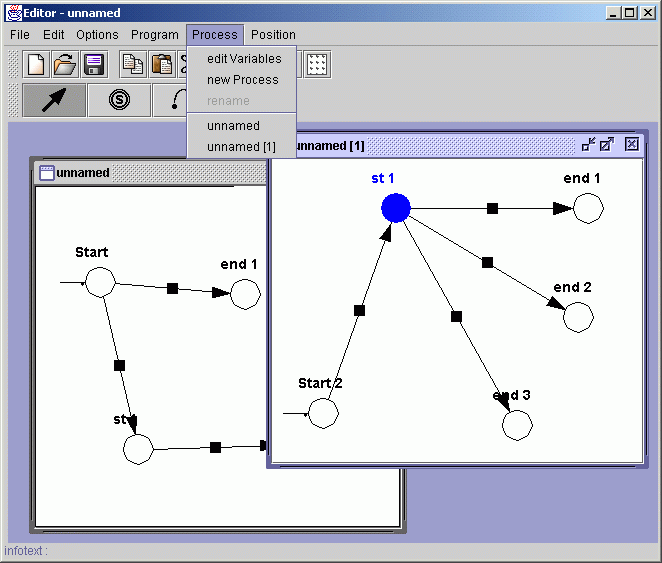 Editor - unnamed
File Edit Options Program Process Position
edit Variables
new Process
rename
unnamed
unnamed [1]
S
unnamed
Start
end 1
st 1
unnamed [1]
st 1
end 1
end 2
Start 2
end 3
infotext :